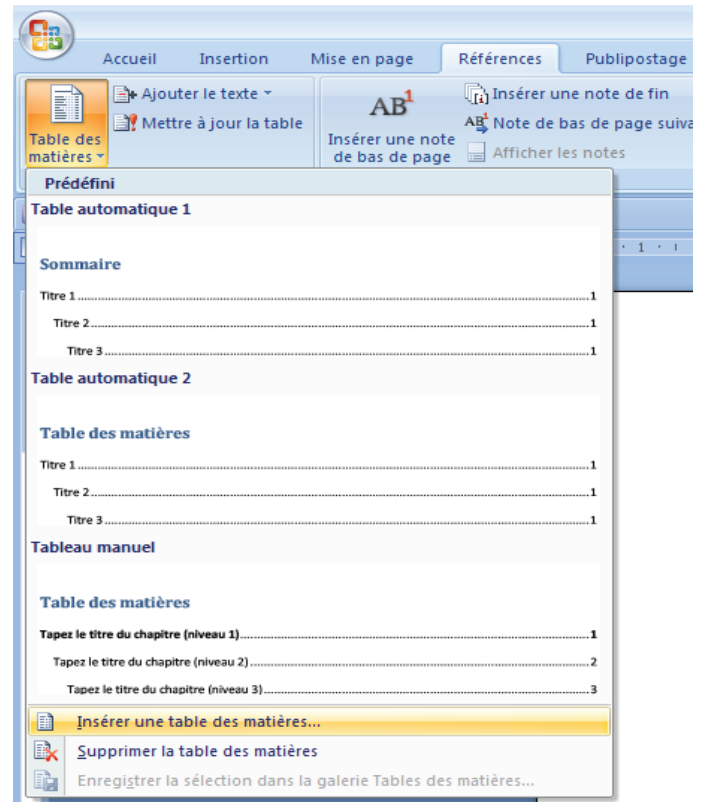 Accueil Insertion Mise en page Références Publipostage
Table des matières
Ajouter le texte
Mettre à jour la table
AB1
Insérer une note
de bas de page
Insérer une note de fin
Note de bas de page suiva
Afficher les notes
Prédéfini
Table automatique 1
Sommaire
Titre 1 1
Titre 2 1
Titre 3 1
Table automatique 2
Table des matières
Titre 1 1
Titre 2 1
Titre 3 1
Tableau manuel
Table des matières
Tapez le titre du chapitre (niveau 1) 1
Tapez le titre du chapitre (niveau 2) 2
Tapez le titre du chapitre (niveau 3) 3
Insérer une table des matières...
Supprimer la table des matières
Enregistrer la sélection dans la galerie Tables des matières...
1